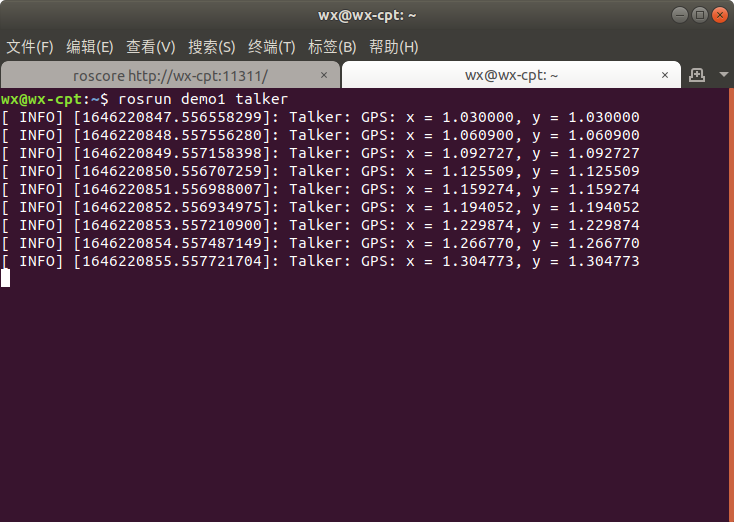 wx@wx-cpt: ~
文件(F) 编辑(E) 查看(V) 搜索(S) 终端(T) 标签(B) 帮助(H)
roscore http://wx-cpt:11311/ × wx@wx-cpt: ~ ×
wx@wx-cpt:~$ rosrun demo1 talker
[ INFO] [1646220847.556558299]: Talker: GPS: x = 1.030000, y = 1.030000
[ INFO] [1646220848.557556280]: Talker: GPS: x = 1.060900, y = 1.060900
[ INFO] [1646220849.557158398]: Talker: GPS: x = 1.092727, y = 1.092727
[ INFO] [1646220850.556707259]: Talker: GPS: x = 1.125509, y = 1.125509
[ INFO] [1646220851.556988007]: Talker: GPS: x = 1.159274, y = 1.159274
[ INFO] [1646220852.556934975]: Talker: GPS: x = 1.194052, y = 1.194052
[ INFO] [1646220853.557210900]: Talker: GPS: x = 1.229874, y = 1.229874
[ INFO] [1646220854.557487149]: Talker: GPS: x = 1.266770, y = 1.266770
[ INFO] [1646220855.557721704]: Talker: GPS: x = 1.304773, y = 1.304773